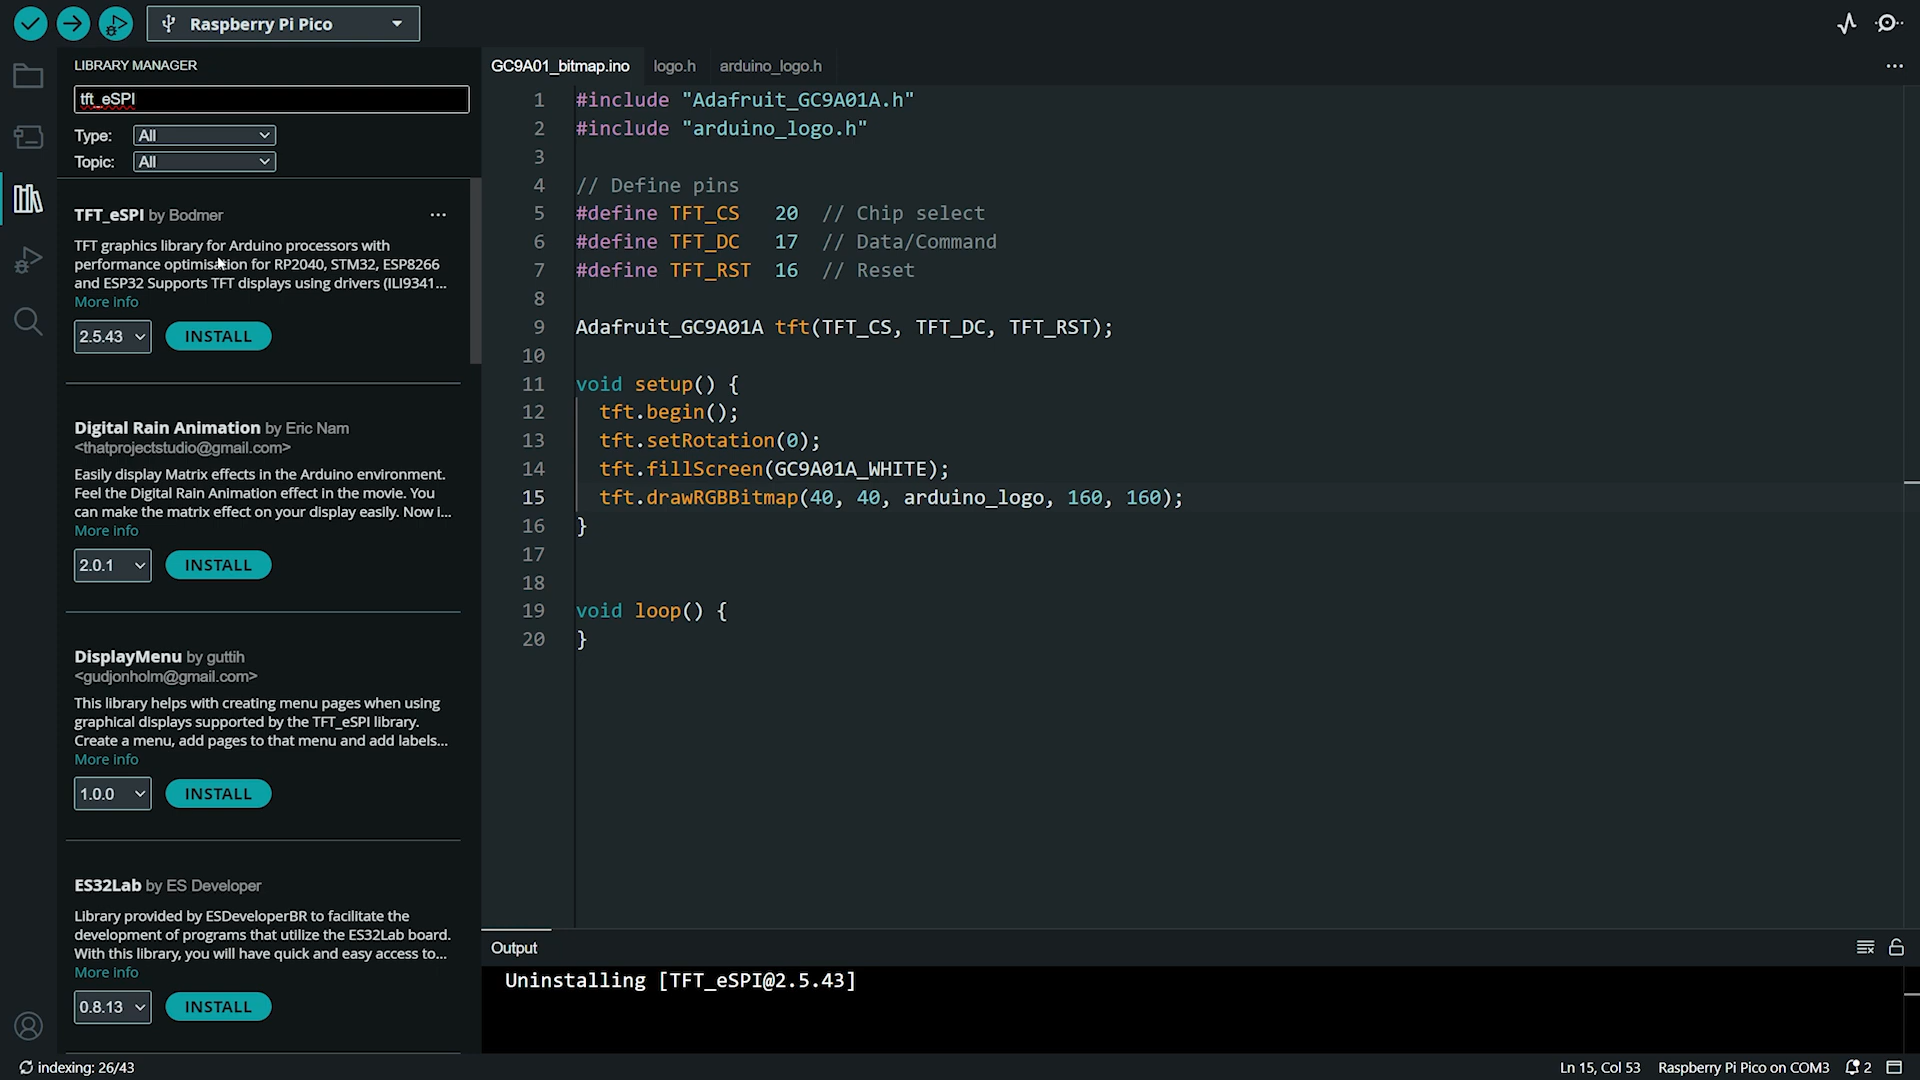 Raspberry Pi Pico
LIBRARY MANAGER
tft_eSPI
Type: All
Topic: All
TFT_eSPI by Bodmer
TFT graphics library for Arduino processors with
performance optimisation for RP2040, STM32, ESP8266
and ESP32 Supports TFT displays using drivers (ILI9341...
More info
2.5.43 INSTALL
Digital Rain Animation by Eric Nam
<thatprojectstudio@gmail.com>
Easily display Matrix effects in the Arduino environment.
Feel the Digital Rain Animation effect in the movie. You
can make the matrix effect on your display easily. Now i...
More info
2.0.1 INSTALL
DisplayMenu by guttih
<gudjonholm@gmail.com>
This library helps with creating menu pages when using
graphical displays supported by the TFT_eSPI library.
Create a menu, add pages to that menu and add labels...
More info
1.0.0 INSTALL
ES32Lab by ES Developer
Library provided by ESDeveloperBR to facilitate the
development of programs that utilize the ES32Lab board.
With this library, you will have quick and easy access to...
More info
0.8.13 INSTALL
GC9A01_bitmap.ino logo.h arduino_logo.h ...
1 #include "Adafruit_GC9A01A.h"
2 #include "arduino_logo.h"
3
4 // Define pins
5 #define TFT_CS 20 // Chip select
6 #define TFT_DC 17 // Data/Command
7 #define TFT_RST 16 // Reset
8
9 Adafruit_GC9A01A tft(TFT_CS, TFT_DC, TFT_RST);
10
11 void setup() {
12 tft.begin();
13 tft.setRotation(0);
14 tft.fillScreen(GC9A01A_WHITE);
15 tft.drawRGBBitmap(40, 40, arduino_logo, 160, 160);
16 }
17
18
19 void loop() {
20 }
Output
Uninstalling [TFT_eSPI@2.5.43]
indexing: 26/43
Ln 15, Col 53 Raspberry Pi Pico on COM3 2